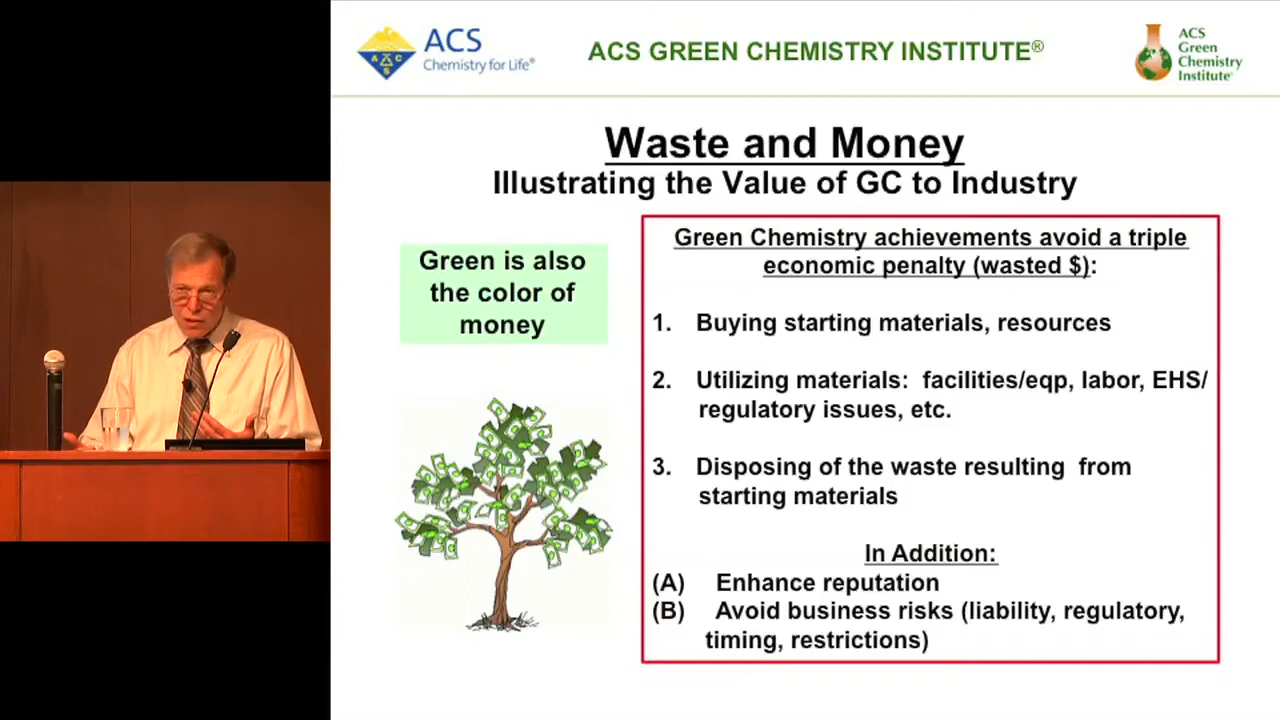 ACS
Chemistry for Life®
A C S
ACS GREEN CHEMISTRY INSTITUTE®
ACS
Green
Chemistry
Institute
Waste and Money
Illustrating the Value of GC to Industry
Green is also
the color of
money
Green Chemistry achievements avoid a triple
economic penalty (wasted $):
1. Buying starting materials, resources
2. Utilizing materials: facilities/eqp, labor, EHS/
regulatory issues, etc.
3. Disposing of the waste resulting from
starting materials
In Addition:
(A) Enhance reputation
(B) Avoid business risks (liability, regulatory,
timing, restrictions)